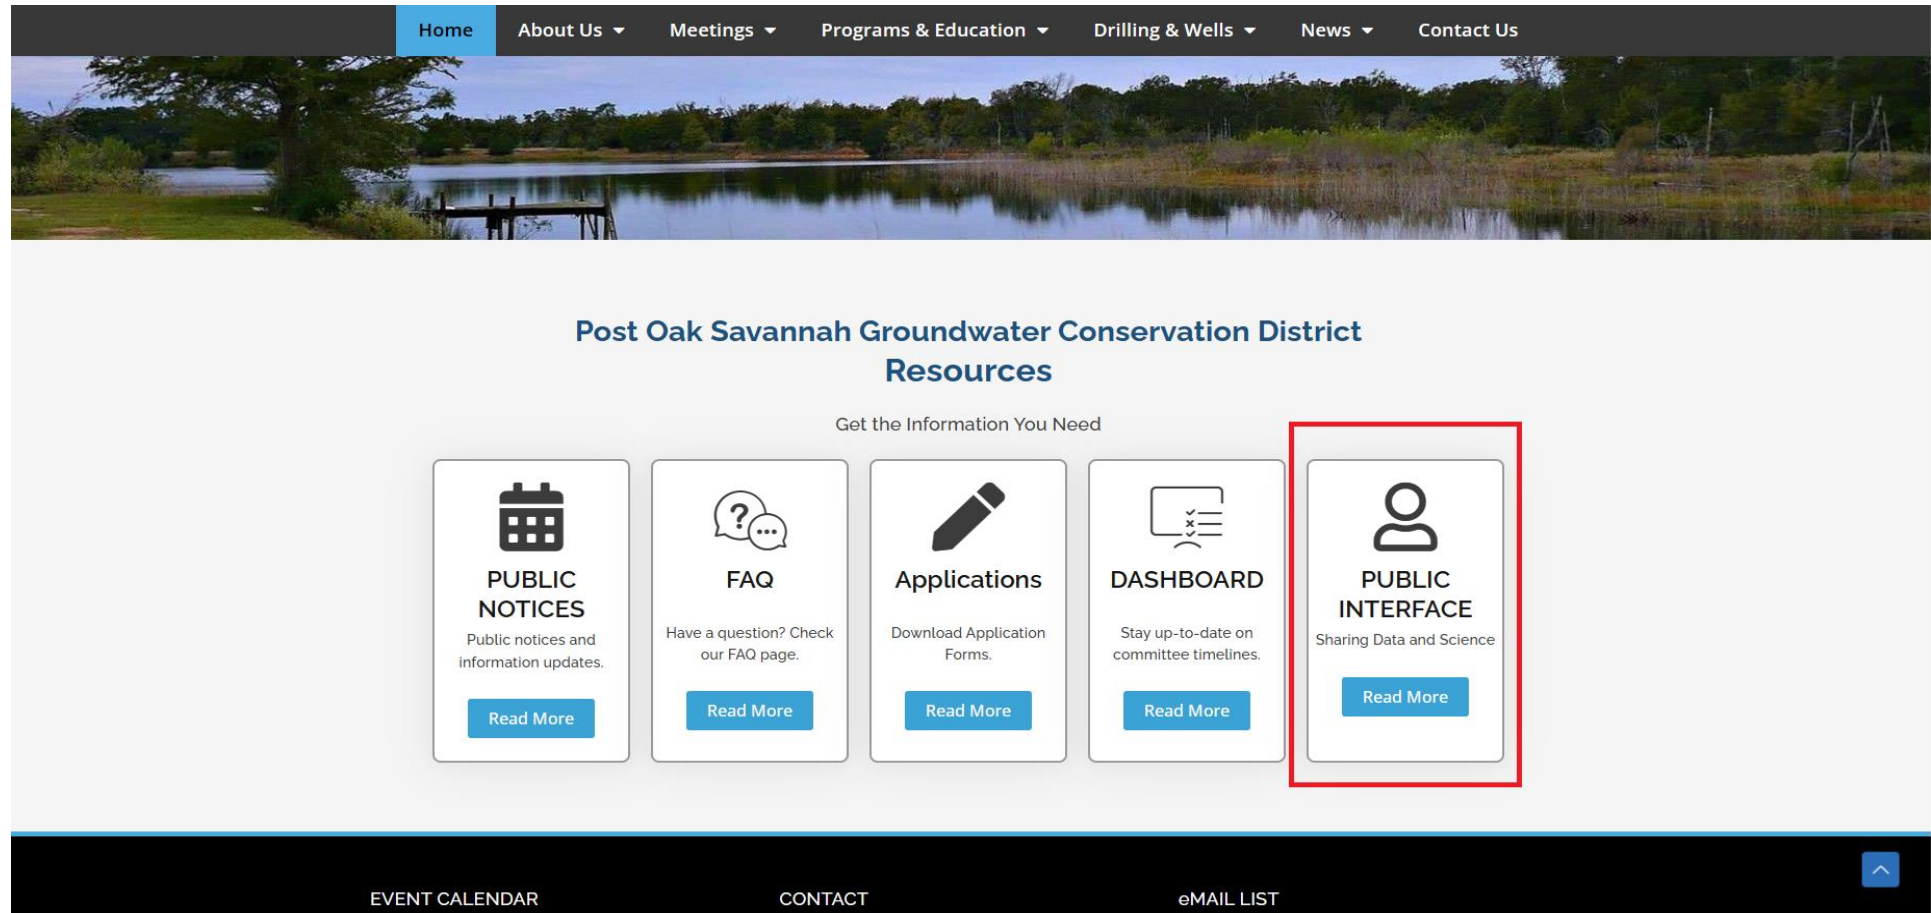 Home About Us Meetings Programs & Education Drilling & Wells News Contact Us
Post Oak Savannah Groundwater Conservation District
Resources
Get the Information You Need
PUBLIC
NOTICES
Public notices and
information updates.
Read More
FAQ
Have a question? Check
our FAQ page.
Read More
Applications
Download Application
Forms.
Read More
DASHBOARD
Stay up-to-date on
committee timelines.
Read More
PUBLIC
INTERFACE
Sharing Data and Science
Read More
EVENT CALENDAR
CONTACT
eMAIL LIST